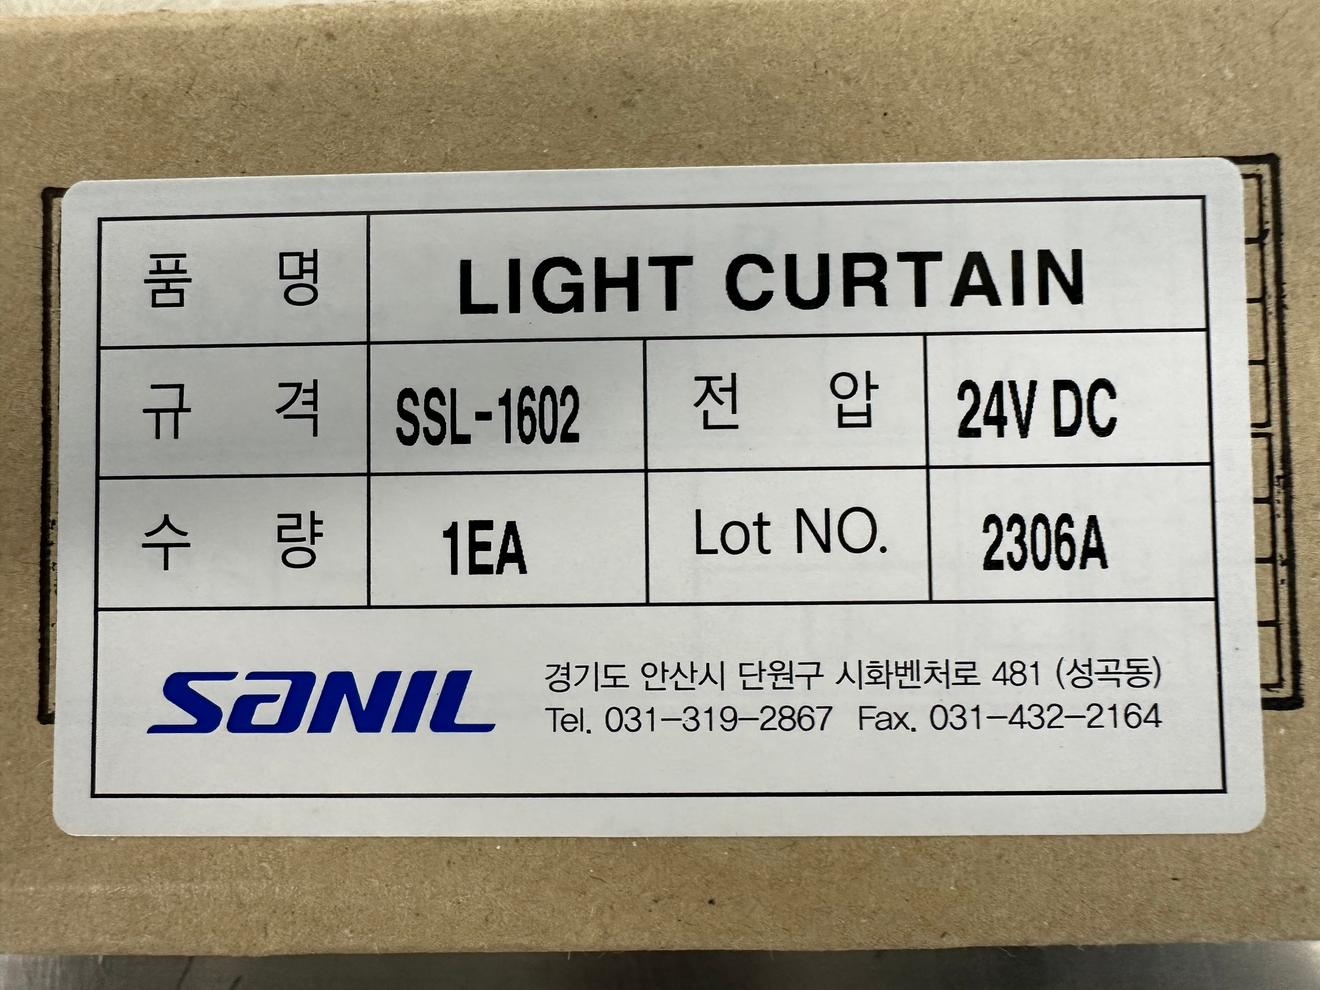 품 명 LIGHT CURTAIN
규 격 SSL-1602 전 압 24V DC
수 량 1EA Lot NO. 2306A
SANIL
경기도 안산시 단원구 시화벤처로 481 (성곡동)
Tel. 031-319-2867 Fax. 031-432-2164